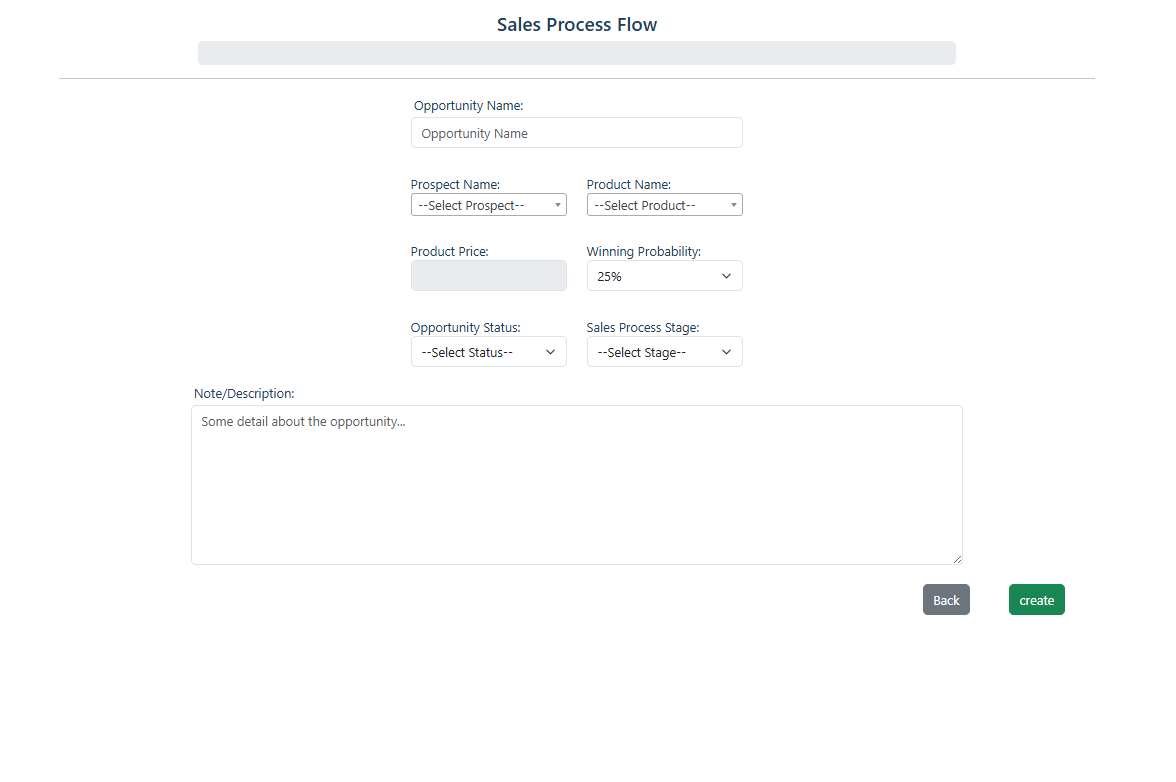 Sales Process Flow
Opportunity Name:
Opportunity Name
Prospect Name: Product Name:
--Select Prospect-- --Select Product--
Product Price: Winning Probability:
25%
Opportunity Status: Sales Process Stage:
--Select Status-- --Select Stage--
Note/Description:
Some detail about the opportunity...
Back create